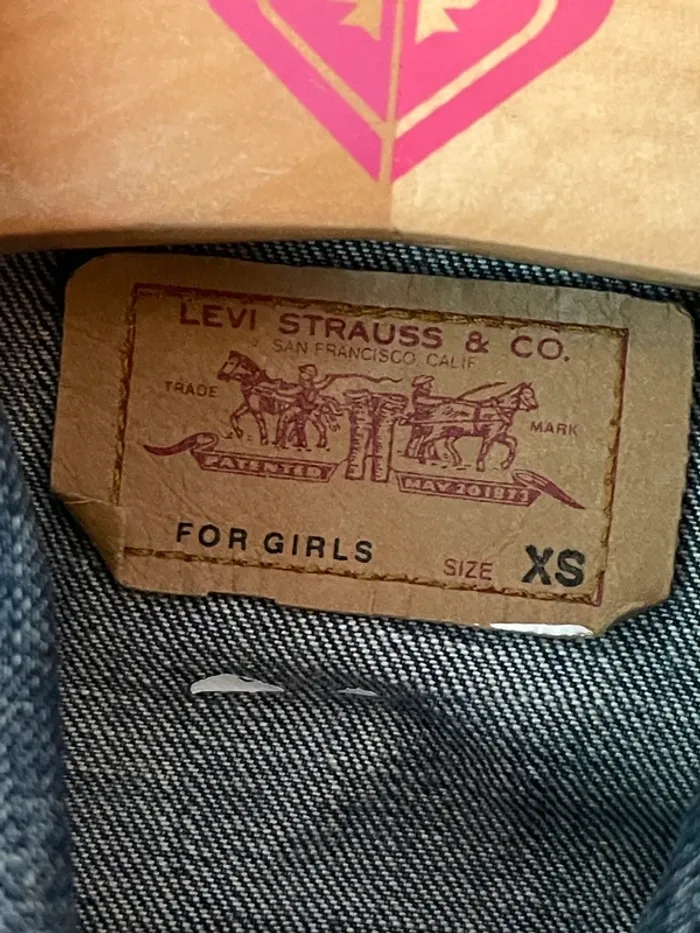 LEVI STRAUSS & CO.
SAN FRANCISCO, CALIF
TRADE MARK
PATENTED MAY 20 1873
FOR GIRLS
SIZE XS